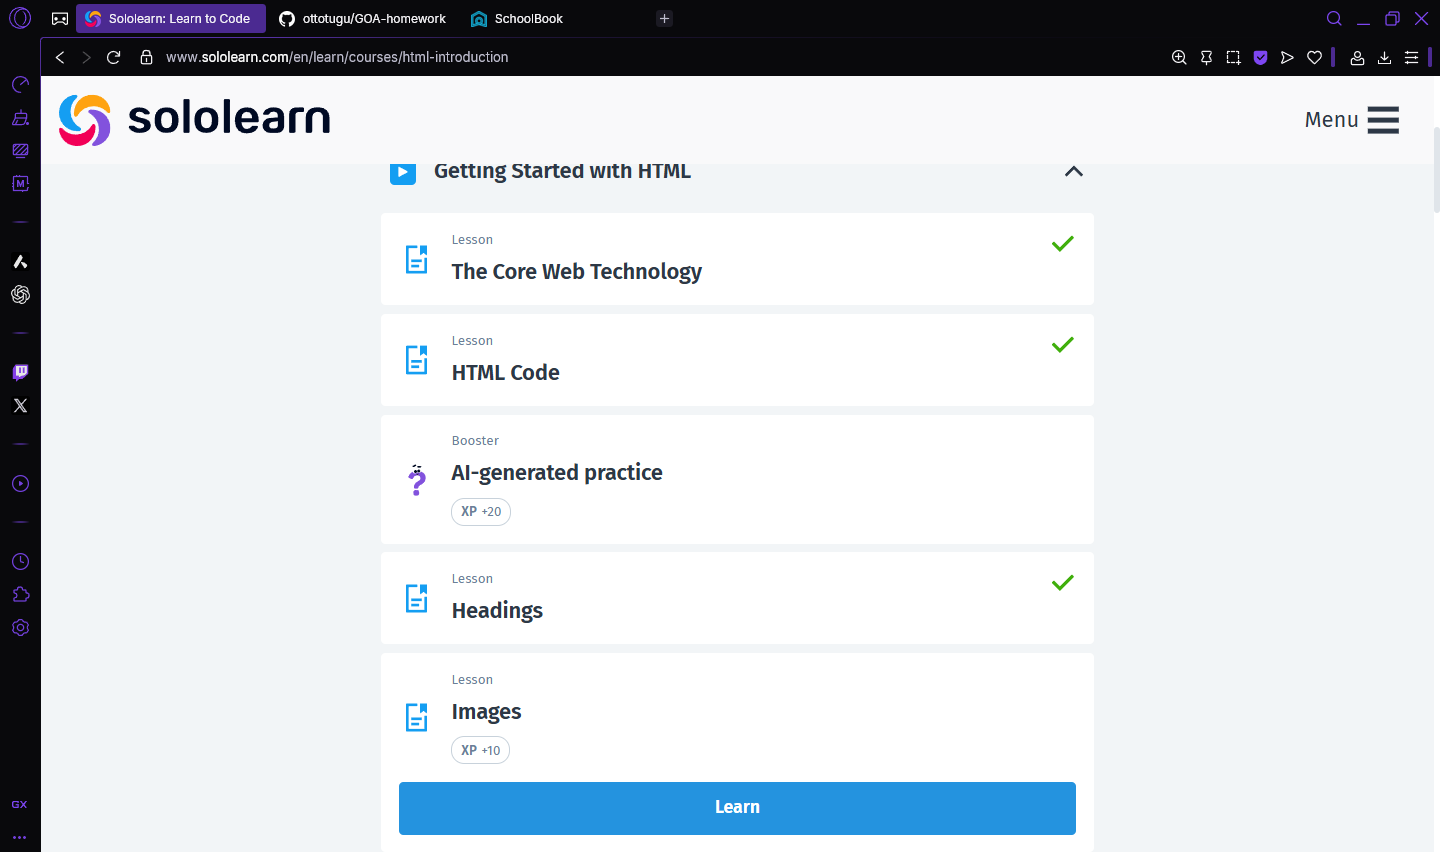 Sololearn: Learn to Code
ottotugu/GOA-homework
SchoolBook
www.sololearn.com/en/learn/courses/html-introduction
M
sololearn
Menu
Getting Started with HTML
Lesson
The Core Web Technology
Lesson
HTML Code
Booster
AI-generated practice
XP +20
Lesson
Headings
Lesson
Images
XP +10
Learn
GX